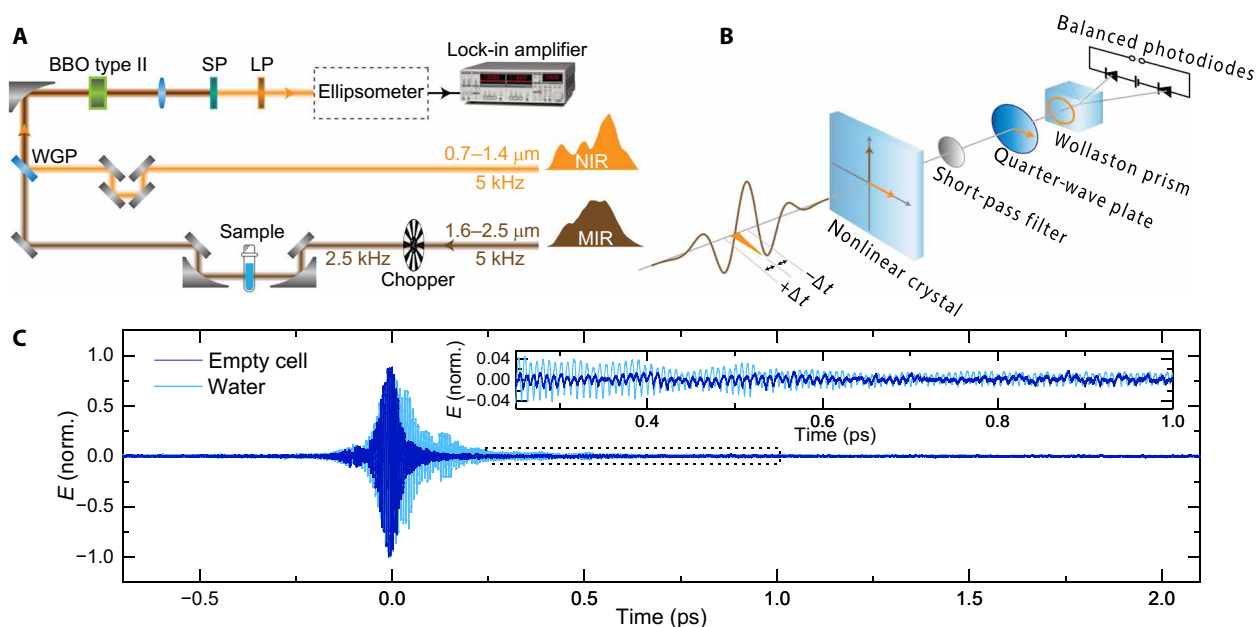 A
BBO type II
SP
LP
Ellipsometer
Lock-in amplifier
WGP
0.7–1.4 μm
5 kHz
NIR
Sample
2.5 kHz
Chopper
1.6–2.5 μm
5 kHz
MIR
B
Balanced photodiodes
Wollaston prism
Quarter-wave plate
Short-pass filter
Nonlinear crystal
−Δt
+Δt
C
Empty cell
Water
E (norm.)
1.0
0.5
0.0
−0.5
−1.0
−0.5
0.0
0.5
1.0
1.5
2.0
Time (ps)
E (norm.)
0.04
0.00
−0.04
0.4
0.6
0.8
1.0
Time (ps)